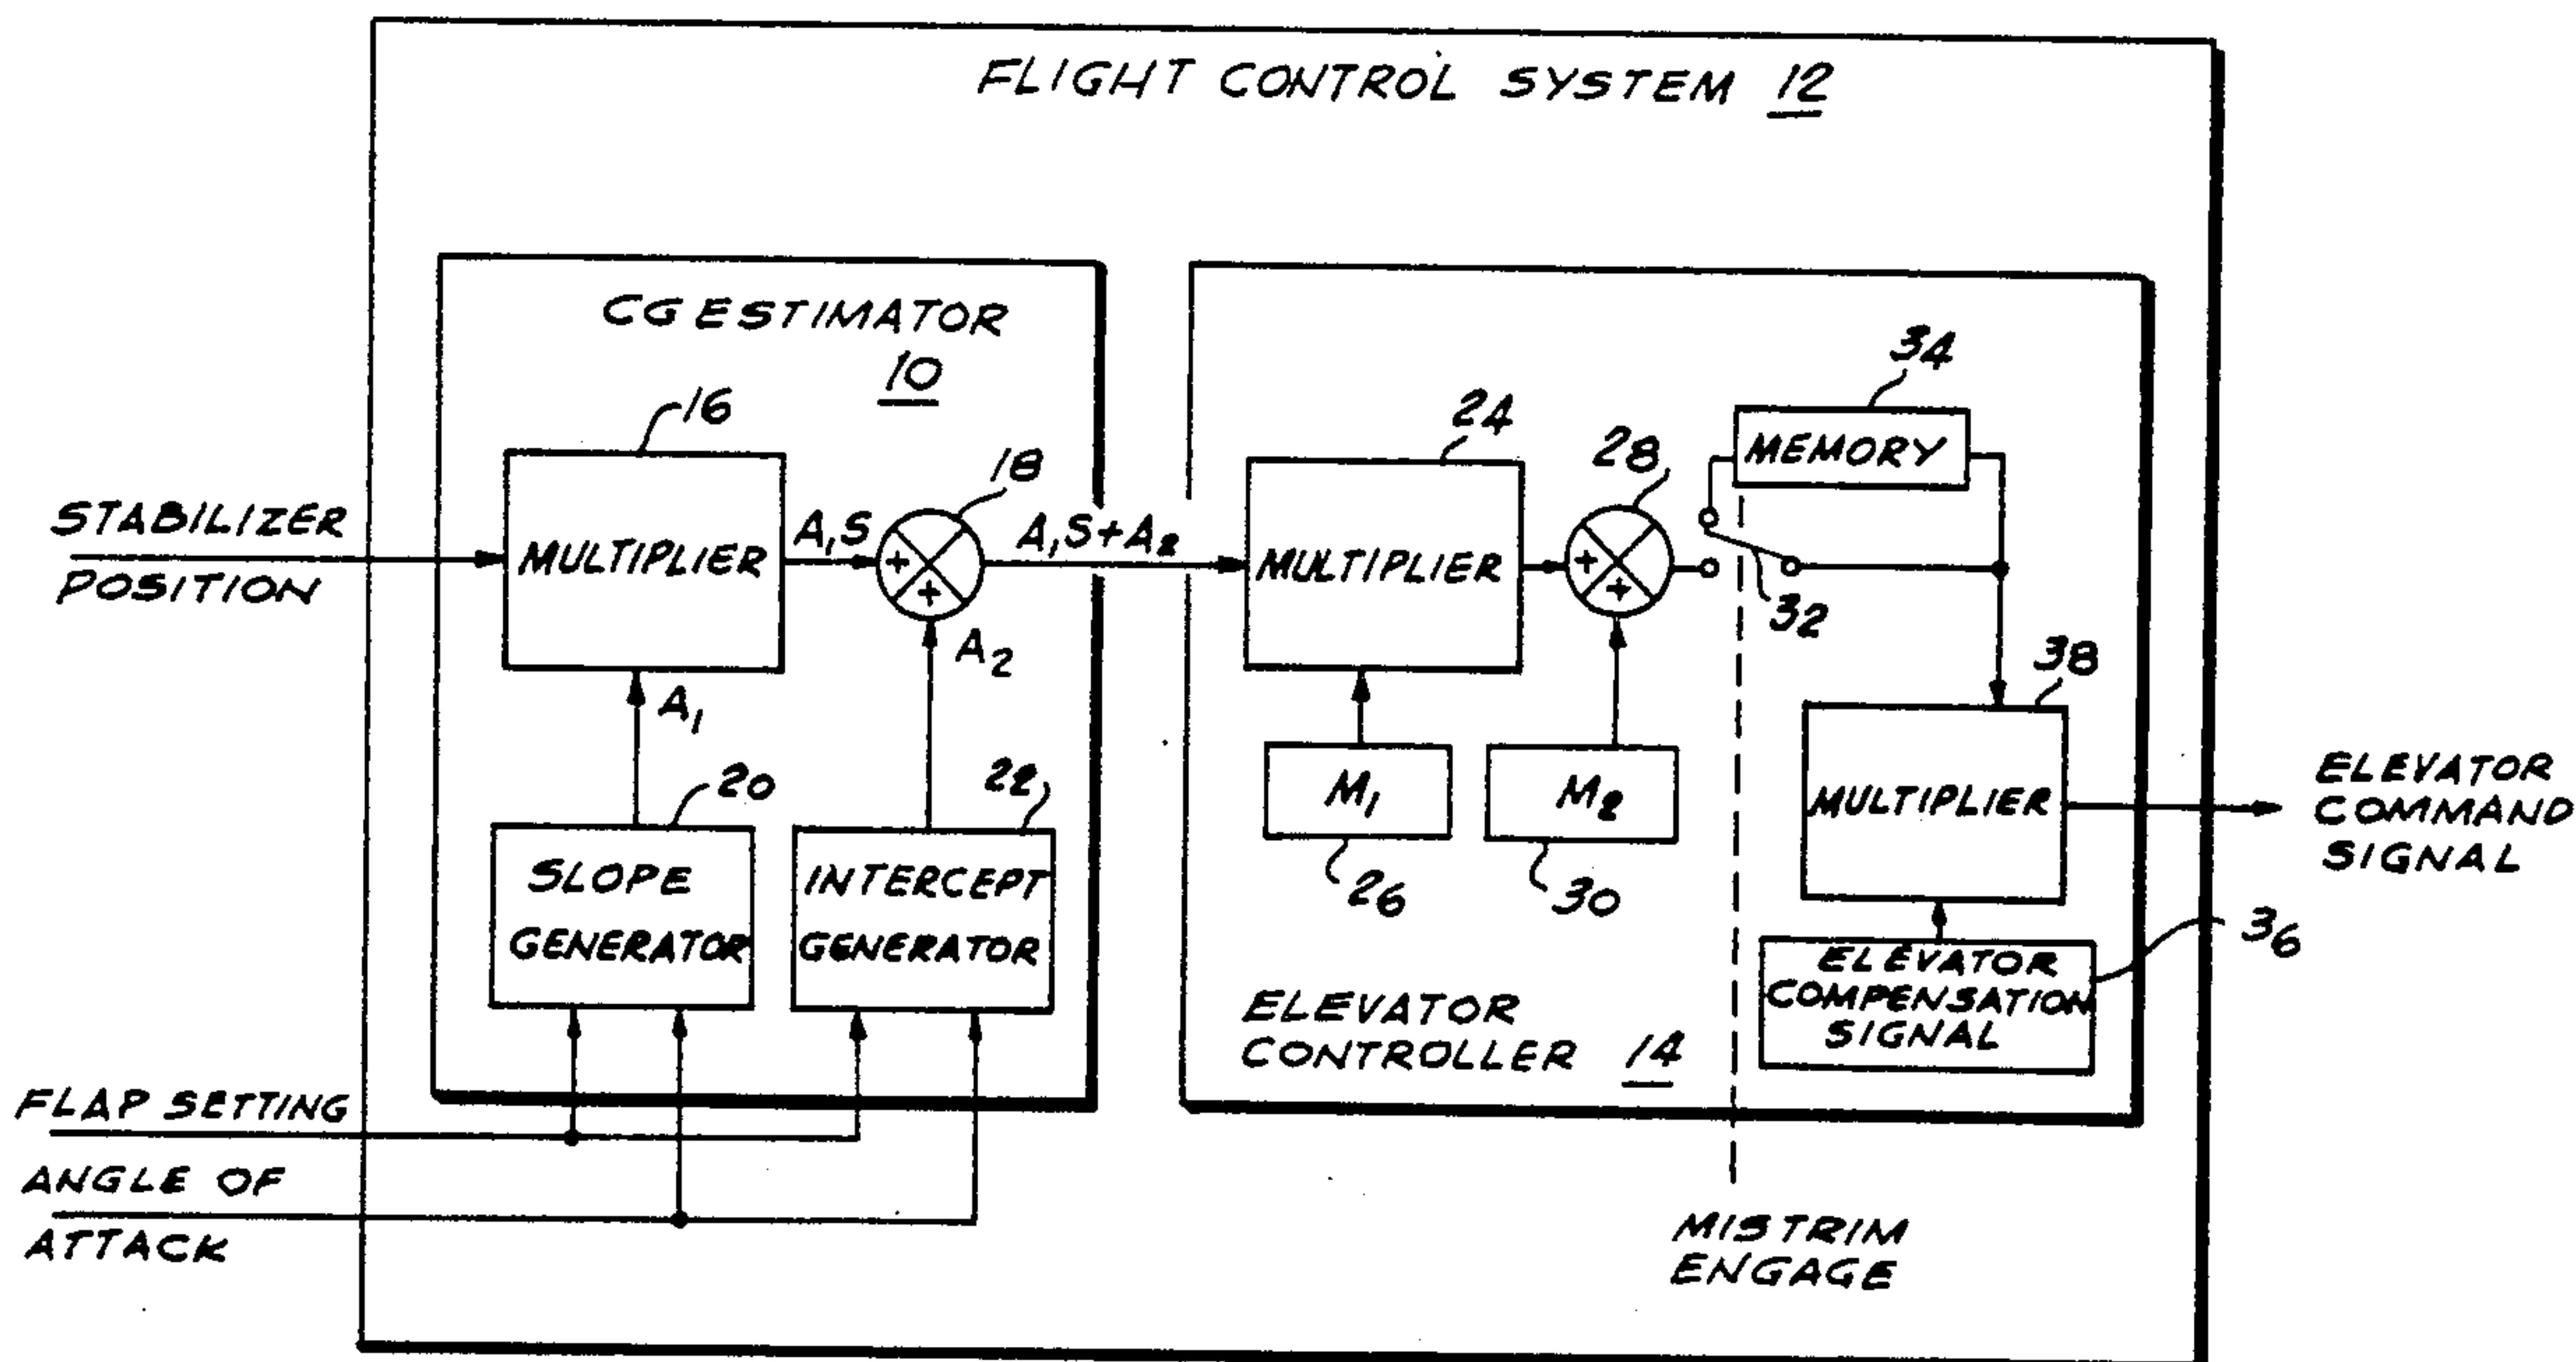 FLIGHT CONTROL SYSTEM 12
CG ESTIMATOR
10
16
18
STABILIZER
POSITION
MULTIPLIER
A₁S
+
+
A₁S+A₂
A₁
A₂
20
22
SLOPE
GENERATOR
INTERCEPT
GENERATOR
FLAP SETTING
ANGLE OF
ATTACK
24
28
34
MEMORY
MULTIPLIER
+
+
32
M₁
M₂
26
30
38
MULTIPLIER
ELEVATOR
COMMAND
SIGNAL
36
ELEVATOR
COMPENSATION
SIGNAL
ELEVATOR
CONTROLLER 14
MISTRIM
ENGAGE